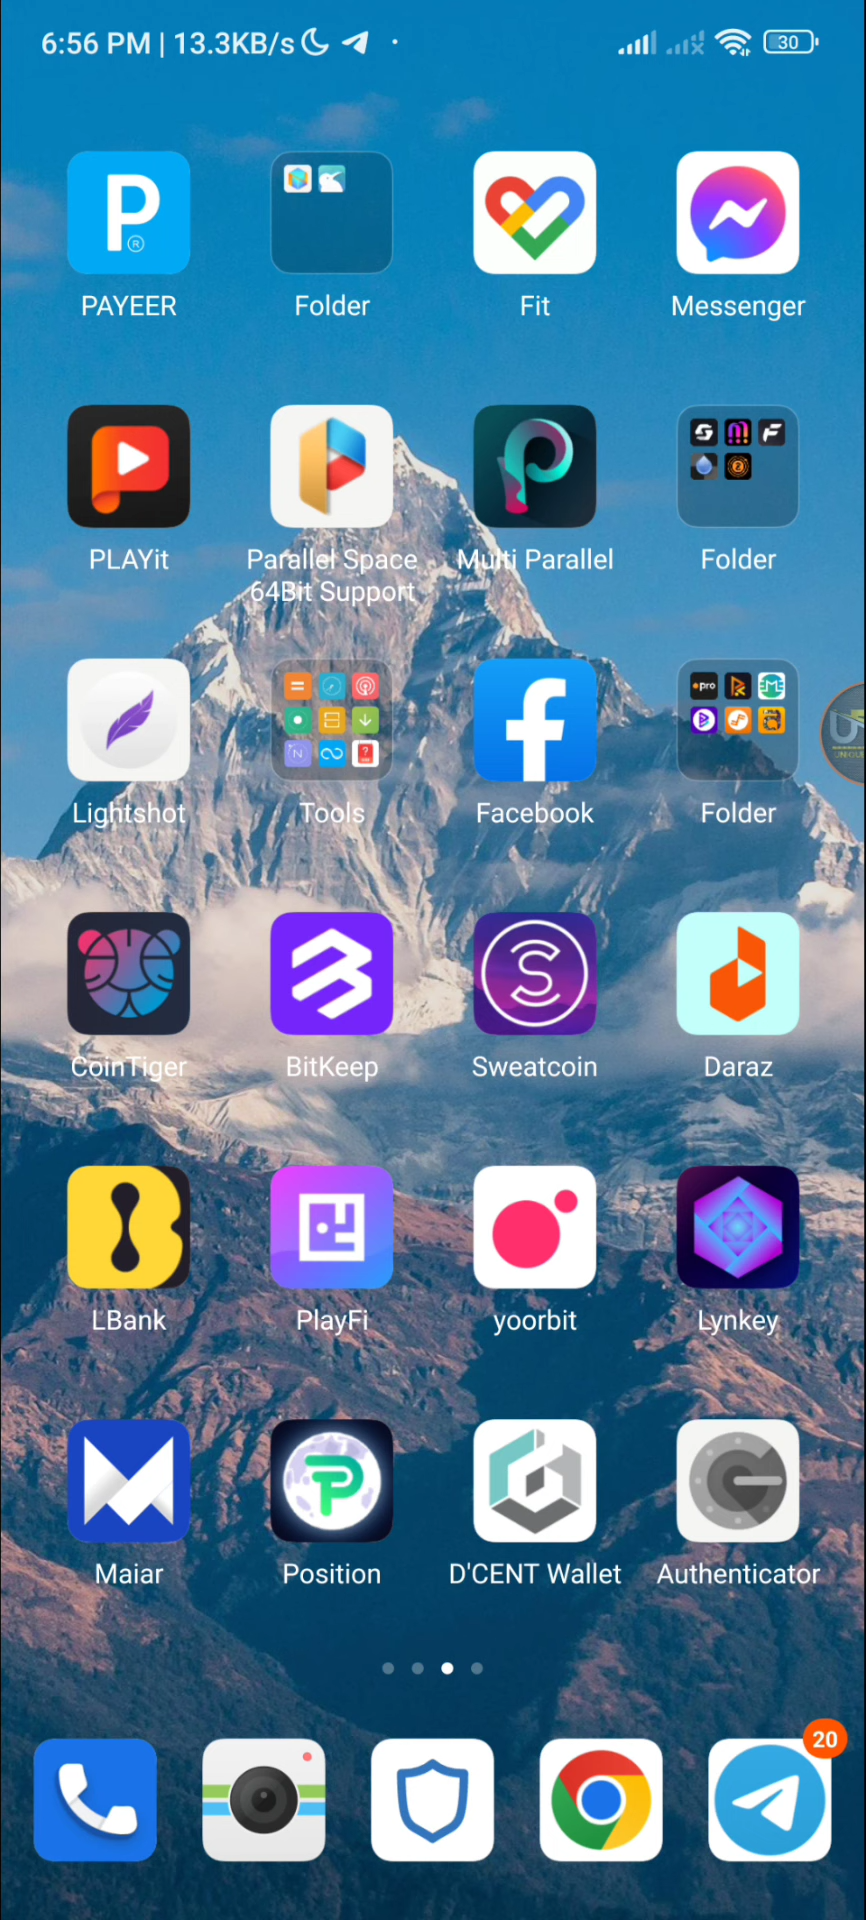 6:56 PM | 13.3KB/s
30
P
R
PAYEER
Folder
Fit
Messenger
PLAYit
Parallel Space
64Bit Support
Multi Parallel
Folder
Lightshot
Tools
Facebook
pro
Folder
CoinTiger
BitKeep
Sweatcoin
Daraz
LBank
PlayFi
yoorbit
Lynkey
Maiar
Position
D'CENT Wallet
Authenticator
20